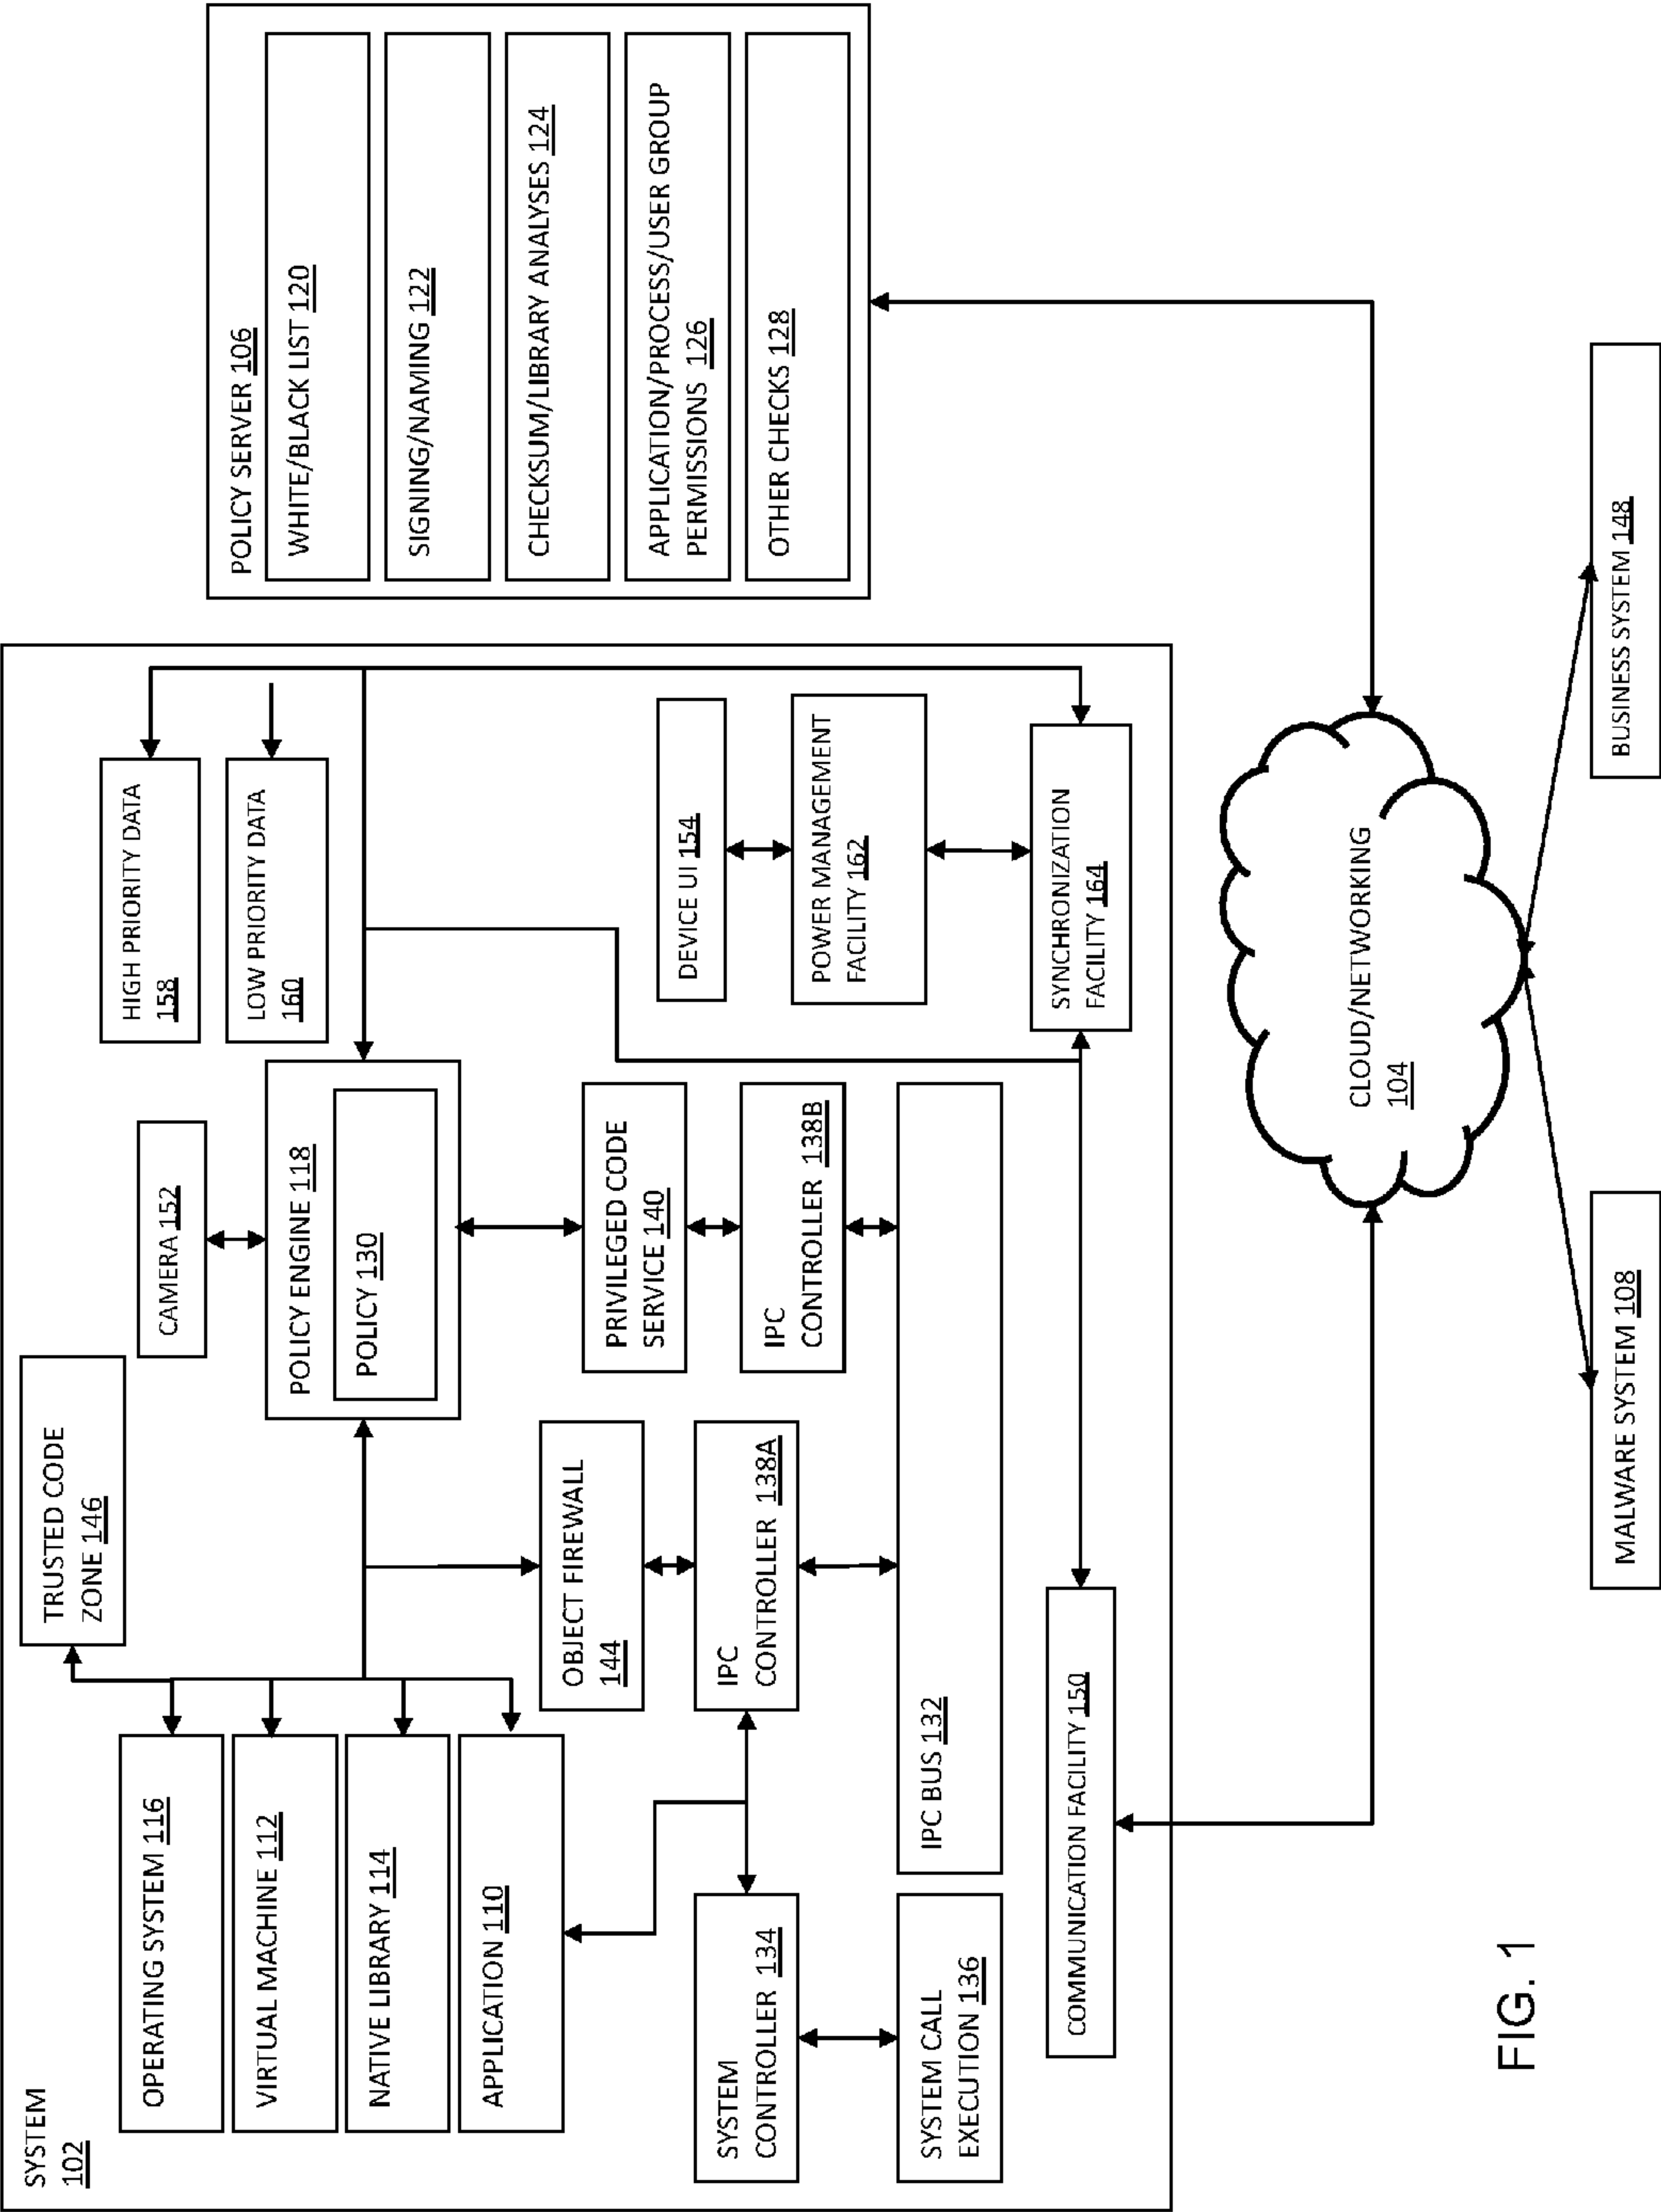 SYSTEM
102
OPERATING SYSTEM 116
VIRTUAL MACHINE 112
NATIVE LIBRARY 114
APPLICATION 110
SYSTEM
CONTROLLER 134
SYSTEM CALL
EXECUTION 136
TRUSTED CODE
ZONE 146
OBJECT FIREWALL
144
IPC
CONTROLLER 138A
IPC BUS 132
COMMUNICATION FACILITY 150
CAMERA 152
POLICY ENGINE 118
POLICY 130
PRIVILEGED CODE
SERVICE 140
IPC
CONTROLLER 138B
HIGH PRIORITY DATA
158
LOW PRIORITY DATA
160
DEVICE UI 154
POWER MANAGEMENT
FACILITY 162
SYNCHRONIZATION
FACILITY 164
POLICY SERVER 106
WHITE/BLACK LIST 120
SIGNING/NAMING 122
CHECKSUM/LIBRARY ANALYSES 124
APPLICATION/PROCESS/USER GROUP
PERMISSIONS 126
OTHER CHECKS 128
CLOUD/NETWORKING
104
MALWARE SYSTEM 108
BUSINESS SYSTEM 148
FIG. 1